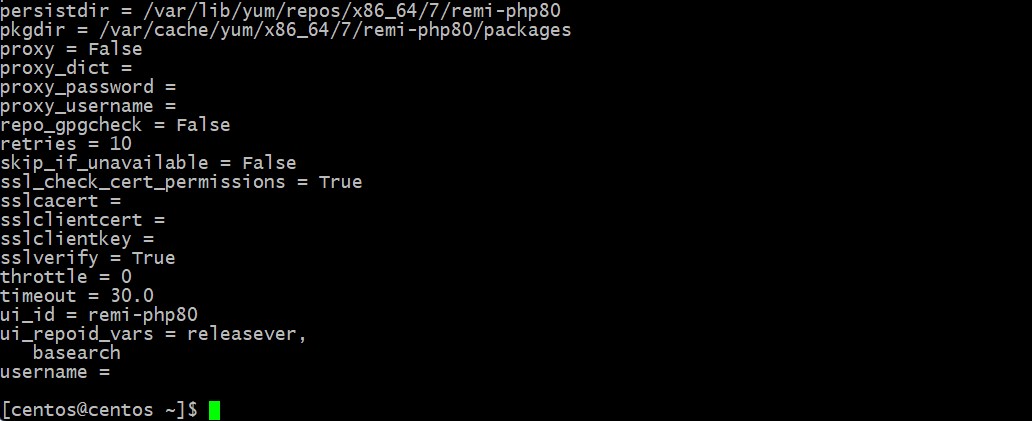 persistdir = /var/lib/yum/repos/x86_64/7/remi-php80
pkgdir = /var/cache/yum/x86_64/7/remi-php80/packages
proxy = False
proxy_dict =
proxy_password =
proxy_username =
repo_gpgcheck = False
retries = 10
skip_if_unavailable = False
ssl_check_cert_permissions = True
sslcacert =
sslclientcert =
sslclientkey =
sslverify = True
throttle = 0
timeout = 30.0
ui_id = remi-php80
ui_repoid_vars = releasever,
   basearch
username =
[centos@centos ~]$